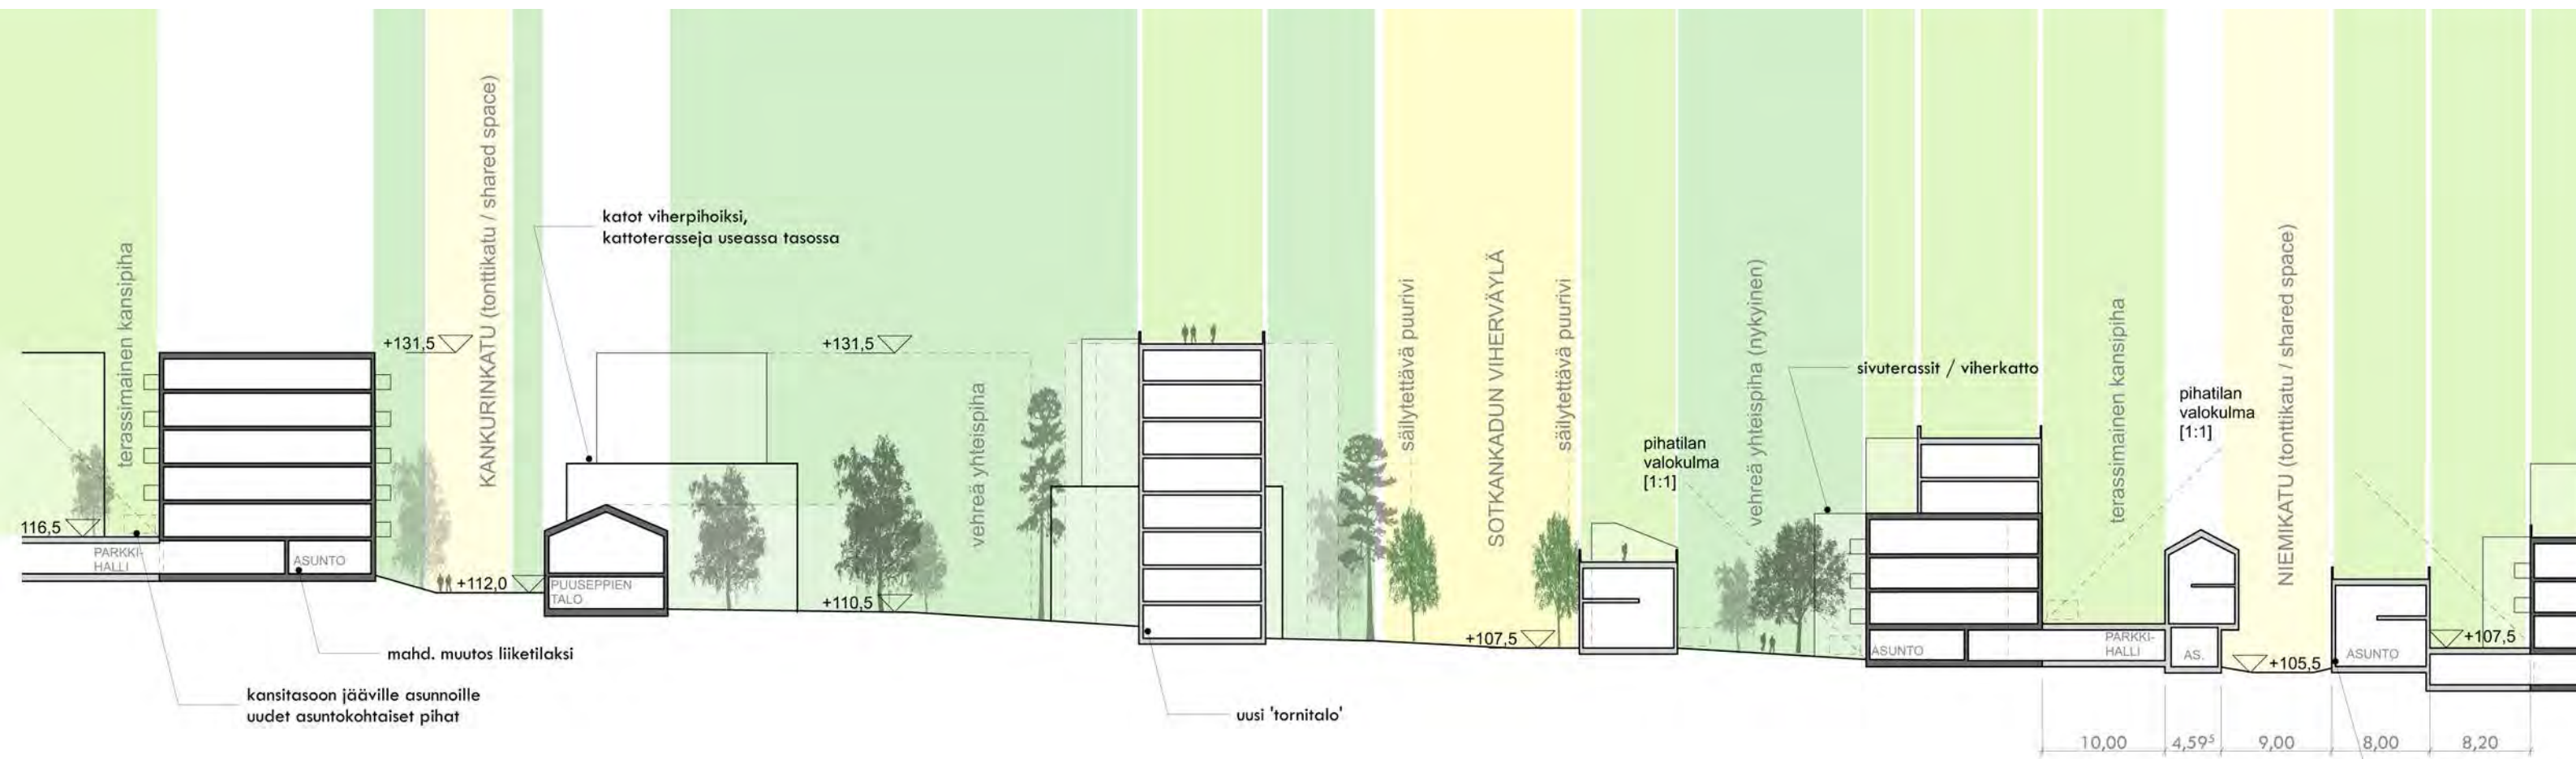 terassimainen kansipiha
116,5
PARKKI-
HALLI
ASUNTO
mahd. muutos liiketilaksi
kansitasoon jääville asunnoille
uudet asuntokohtaiset pihat
+131,5
KANKURINKATU (tonttikatu / shared space)
+112,0
katot viherpihoiksi,
kattoterasseja useassa tasossa
PUUSEPPIEN
TALO
+131,5
+110,5
vehreä yhteispiha
uusi 'tornitalo'
säilytettävä puurivi
SOTKANKADUN VIHERVÄYLÄ
säilytettävä puurivi
+107,5
pihatilan
valokulma
[1:1]
vehreä yhteispiha (nykyinen)
sivuterassit / viherkatto
ASUNTO
terassimainen kansipiha
PARKKI-
HALLI
pihatilan
valokulma
[1:1]
AS.
NIEMIKATU (tonttikatu / shared space)
+105,5
ASUNTO
+107,5
10,00
4,59⁵
9,00
8,00
8,20